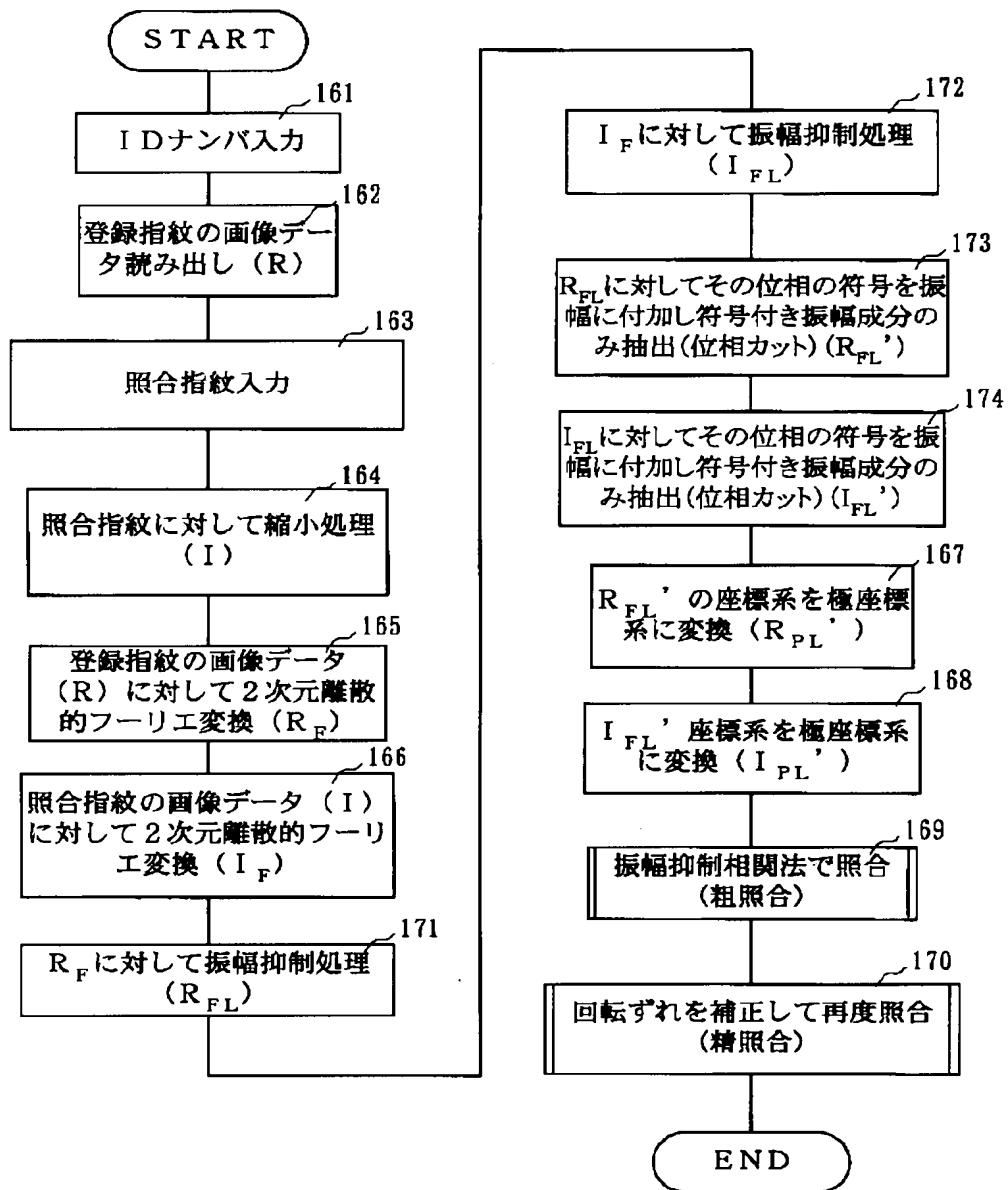 START
161
IDナンバ入力
162
登録指紋の画像デー
タ読み出し(R)
163
照合指紋入力
164
照合指紋に対して縮小処理
(I)
165
登録指紋の画像データ
(R)に対して2次元離散
的フーリエ変換(R_F)
166
照合指紋の画像データ(I)
に対して2次元離散的フーリ
エ変換(I_F)
171
R_Fに対して振幅抑制処理
(R_FL)
172
I_Fに対して振幅抑制処理
(I_FL)
173
R_FLに対してその位相の符号を振
幅に付加し符号付き振幅成分の
み抽出(位相カット)(R_FL’)
174
I_FLに対してその位相の符号を振
幅に付加し符号付き振幅成分の
み抽出(位相カット)(I_FL’)
167
R_FL’の座標系を極座標
系に変換(R_PL’)
168
I_FL’座標系を極座標系
に変換(I_PL’)
169
振幅抑制相関法で照合
(粗照合)
170
回転ずれを補正して再度照合
(精照合)
END